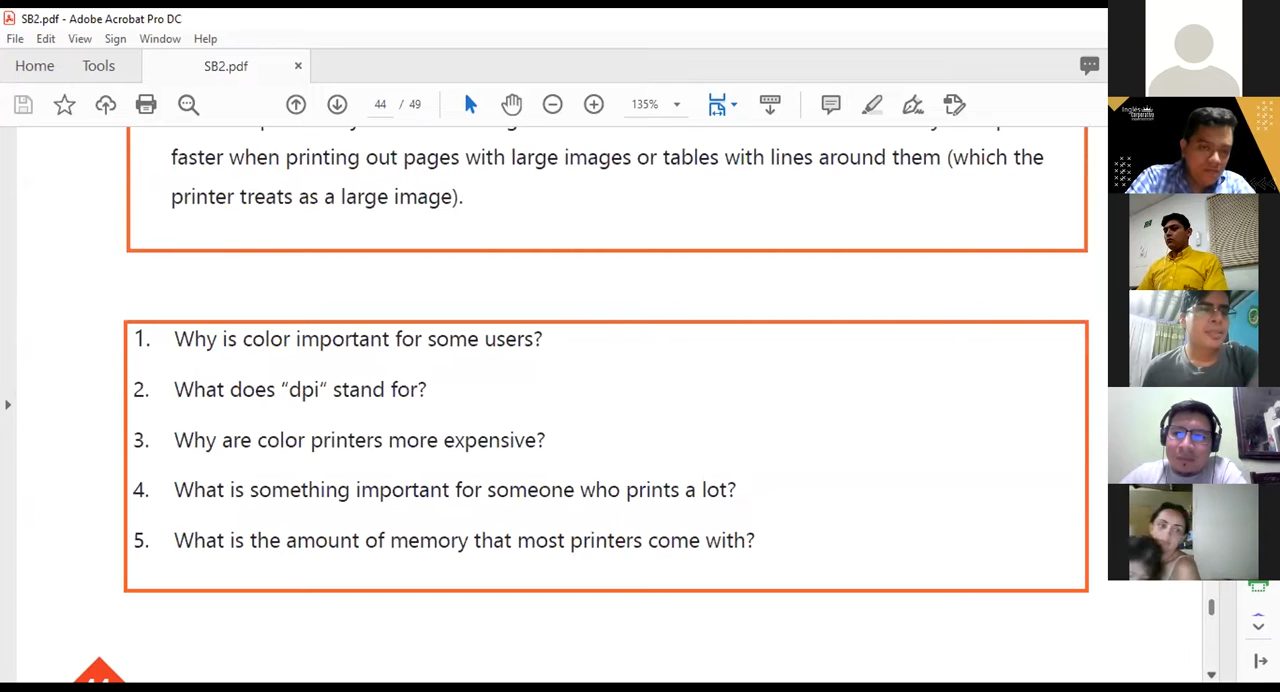 SB2.pdf - Adobe Acrobat Pro DC
File Edit View Sign Window Help
Home Tools SB2.pdf ×
44 / 49 135%
faster when printing out pages with large images or tables with lines around them (which the
printer treats as a large image).
1. Why is color important for some users?
2. What does “dpi” stand for?
3. Why are color printers more expensive?
4. What is something important for someone who prints a lot?
5. What is the amount of memory that most printers come with?
Inglés
Corporativo